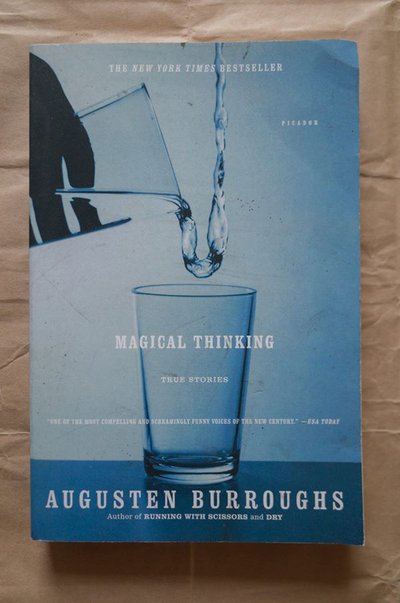 THE NEW YORK TIMES BESTSELLER
PICADOR
MAGICAL THINKING
TRUE STORIES
"ONE OF THE MOST COMPELLING AND SCREAMINGLY FUNNY VOICES OF THE NEW CENTURY." —USA TODAY
AUGUSTEN BURROUGHS
Author of RUNNING WITH SCISSORS and DRY